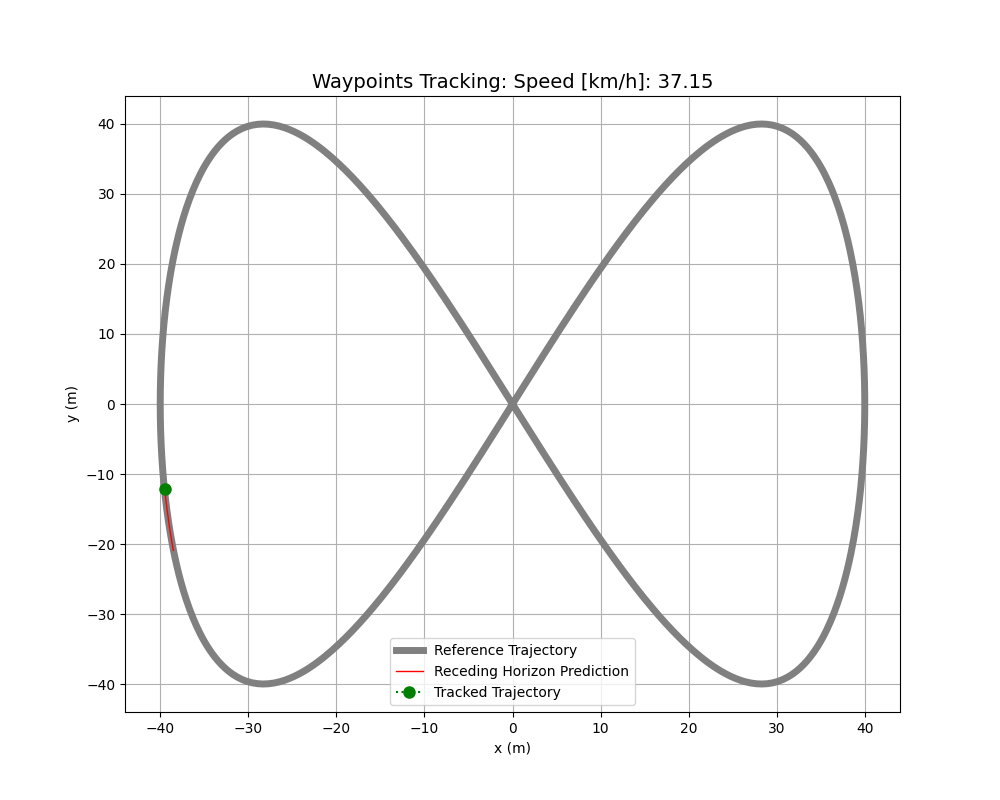 Waypoints Tracking: Speed [km/h]: 37.15
40
30
20
10
0
−10
−20
−30
−40
y (m)
Reference Trajectory
Receding Horizon Prediction
Tracked Trajectory
−40 −30 −20 −10 0 10 20 30 40
x (m)